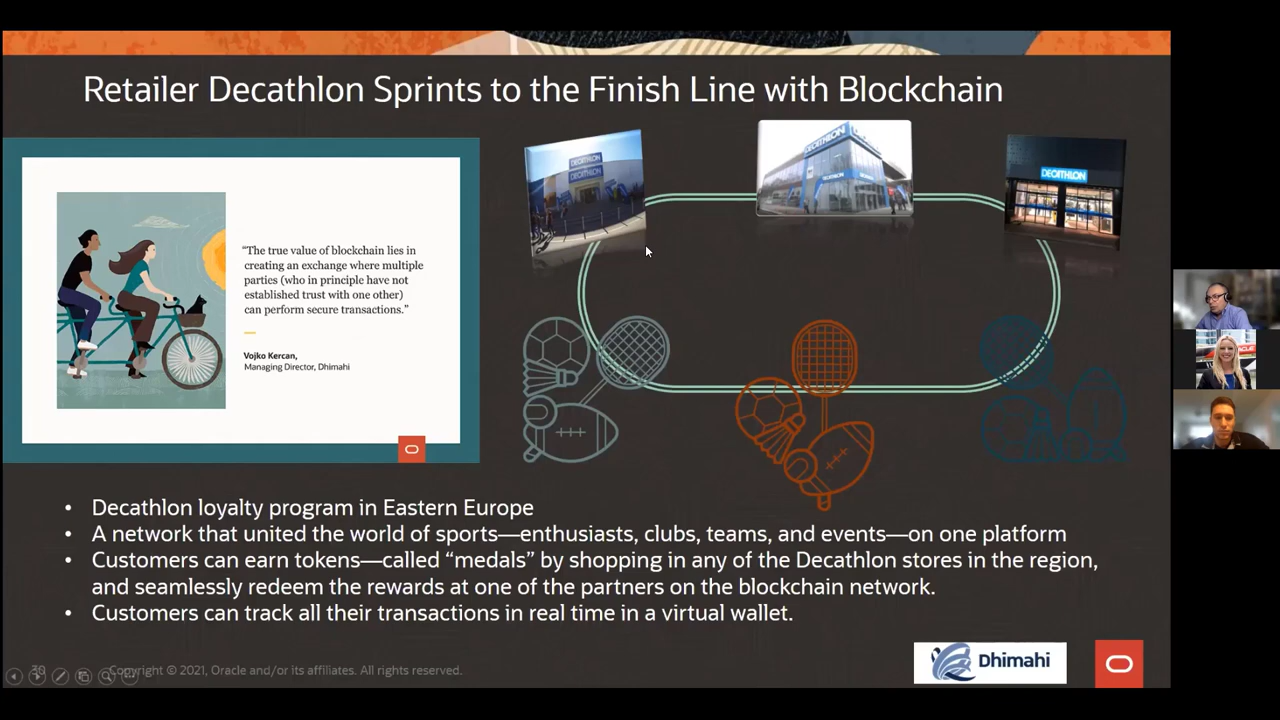 Retailer Decathlon Sprints to the Finish Line with Blockchain
DECATHLON
DECATHLON
DECATHLON
DECATHLON
DECATHLON
"The true value of blockchain lies in
creating an exchange where multiple
parties (who in principle have not
established trust with one other)
can perform secure transactions."
Vojko Kercan,
Managing Director, Dhimahi
• Decathlon loyalty program in Eastern Europe
• A network that united the world of sports—enthusiasts, clubs, teams, and events—on one platform
• Customers can earn tokens—called “medals” by shopping in any of the Decathlon stores in the region,
and seamlessly redeem the rewards at one of the partners on the blockchain network.
• Customers can track all their transactions in real time in a virtual wallet.
30
Copyright © 2021, Oracle and/or its affiliates. All rights reserved.
Dhimahi